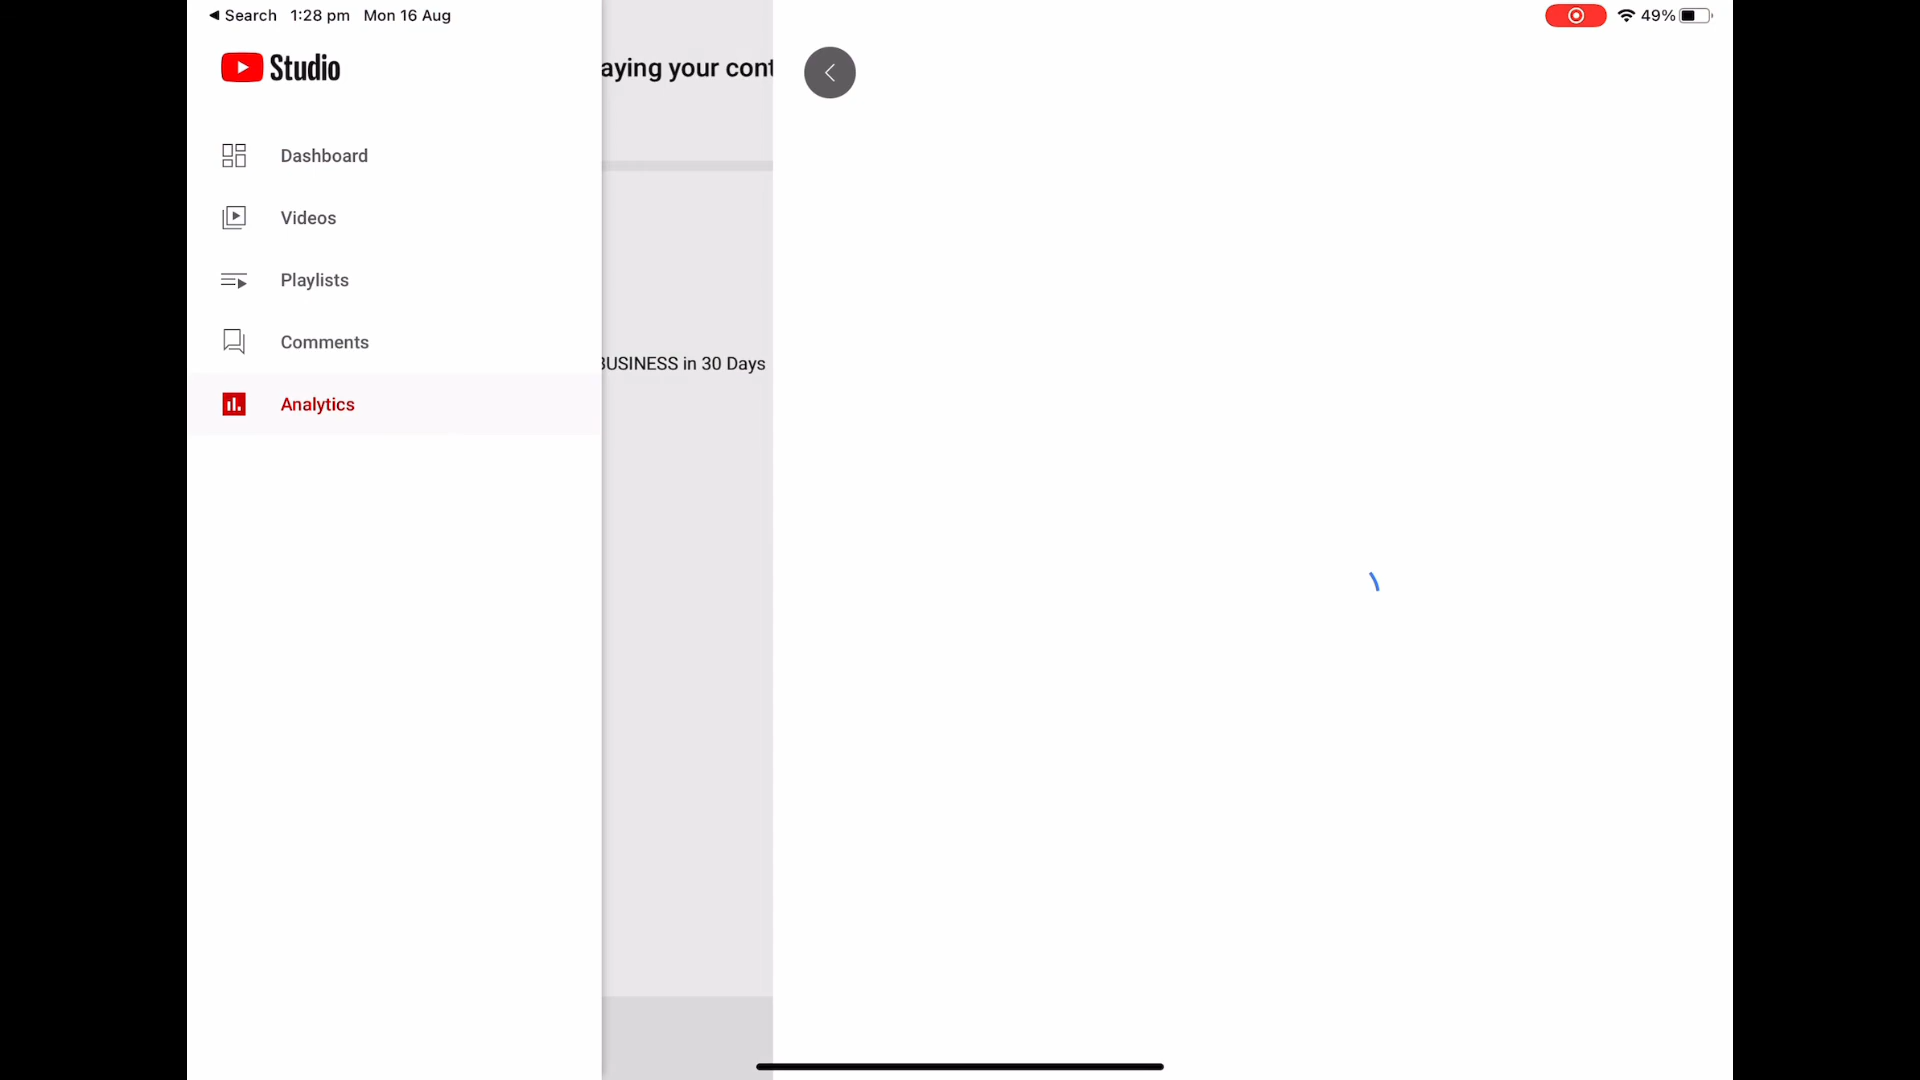 Search 1:28 pm Mon 16 Aug
49%
Studio
aying your cont
Dashboard
Videos
Playlists
Comments
BUSINESS in 30 Days
Analytics